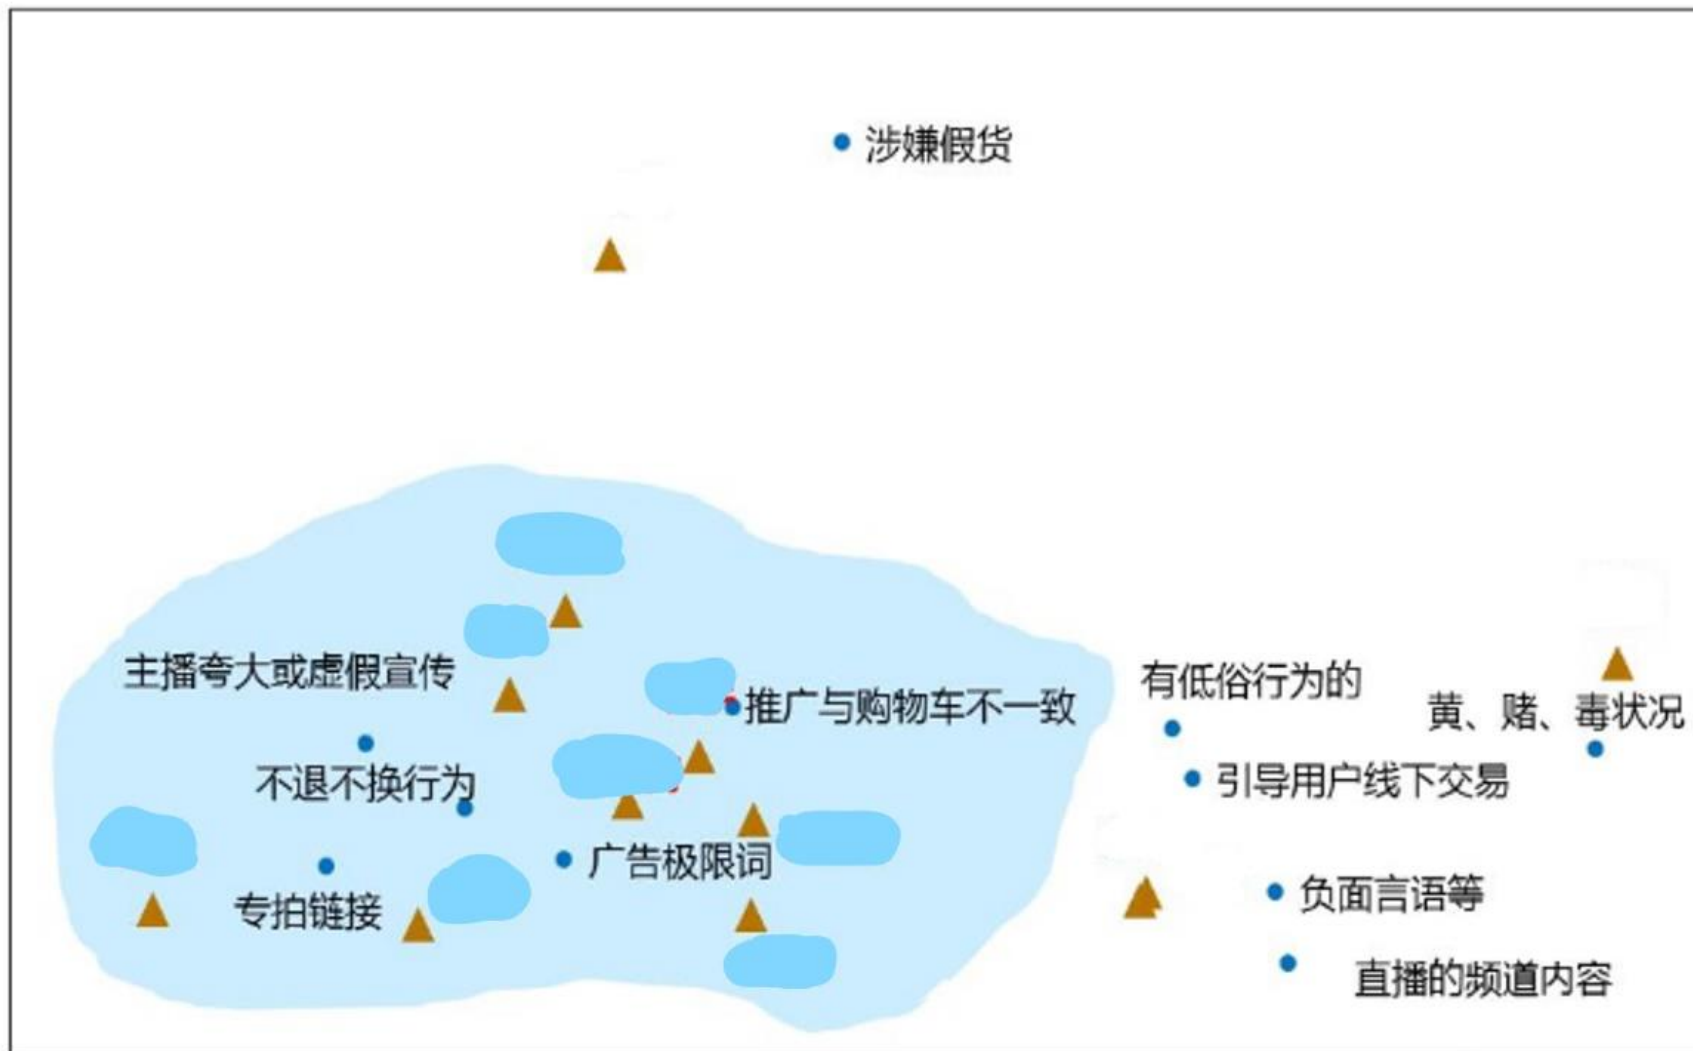 涉嫌假货
主播夸大或虚假宣传
推广与购物车不一致
有低俗行为的
黄、赌、毒状况
不退不换行为
引导用户线下交易
广告极限词
专拍链接
负面言语等
直播的频道内容